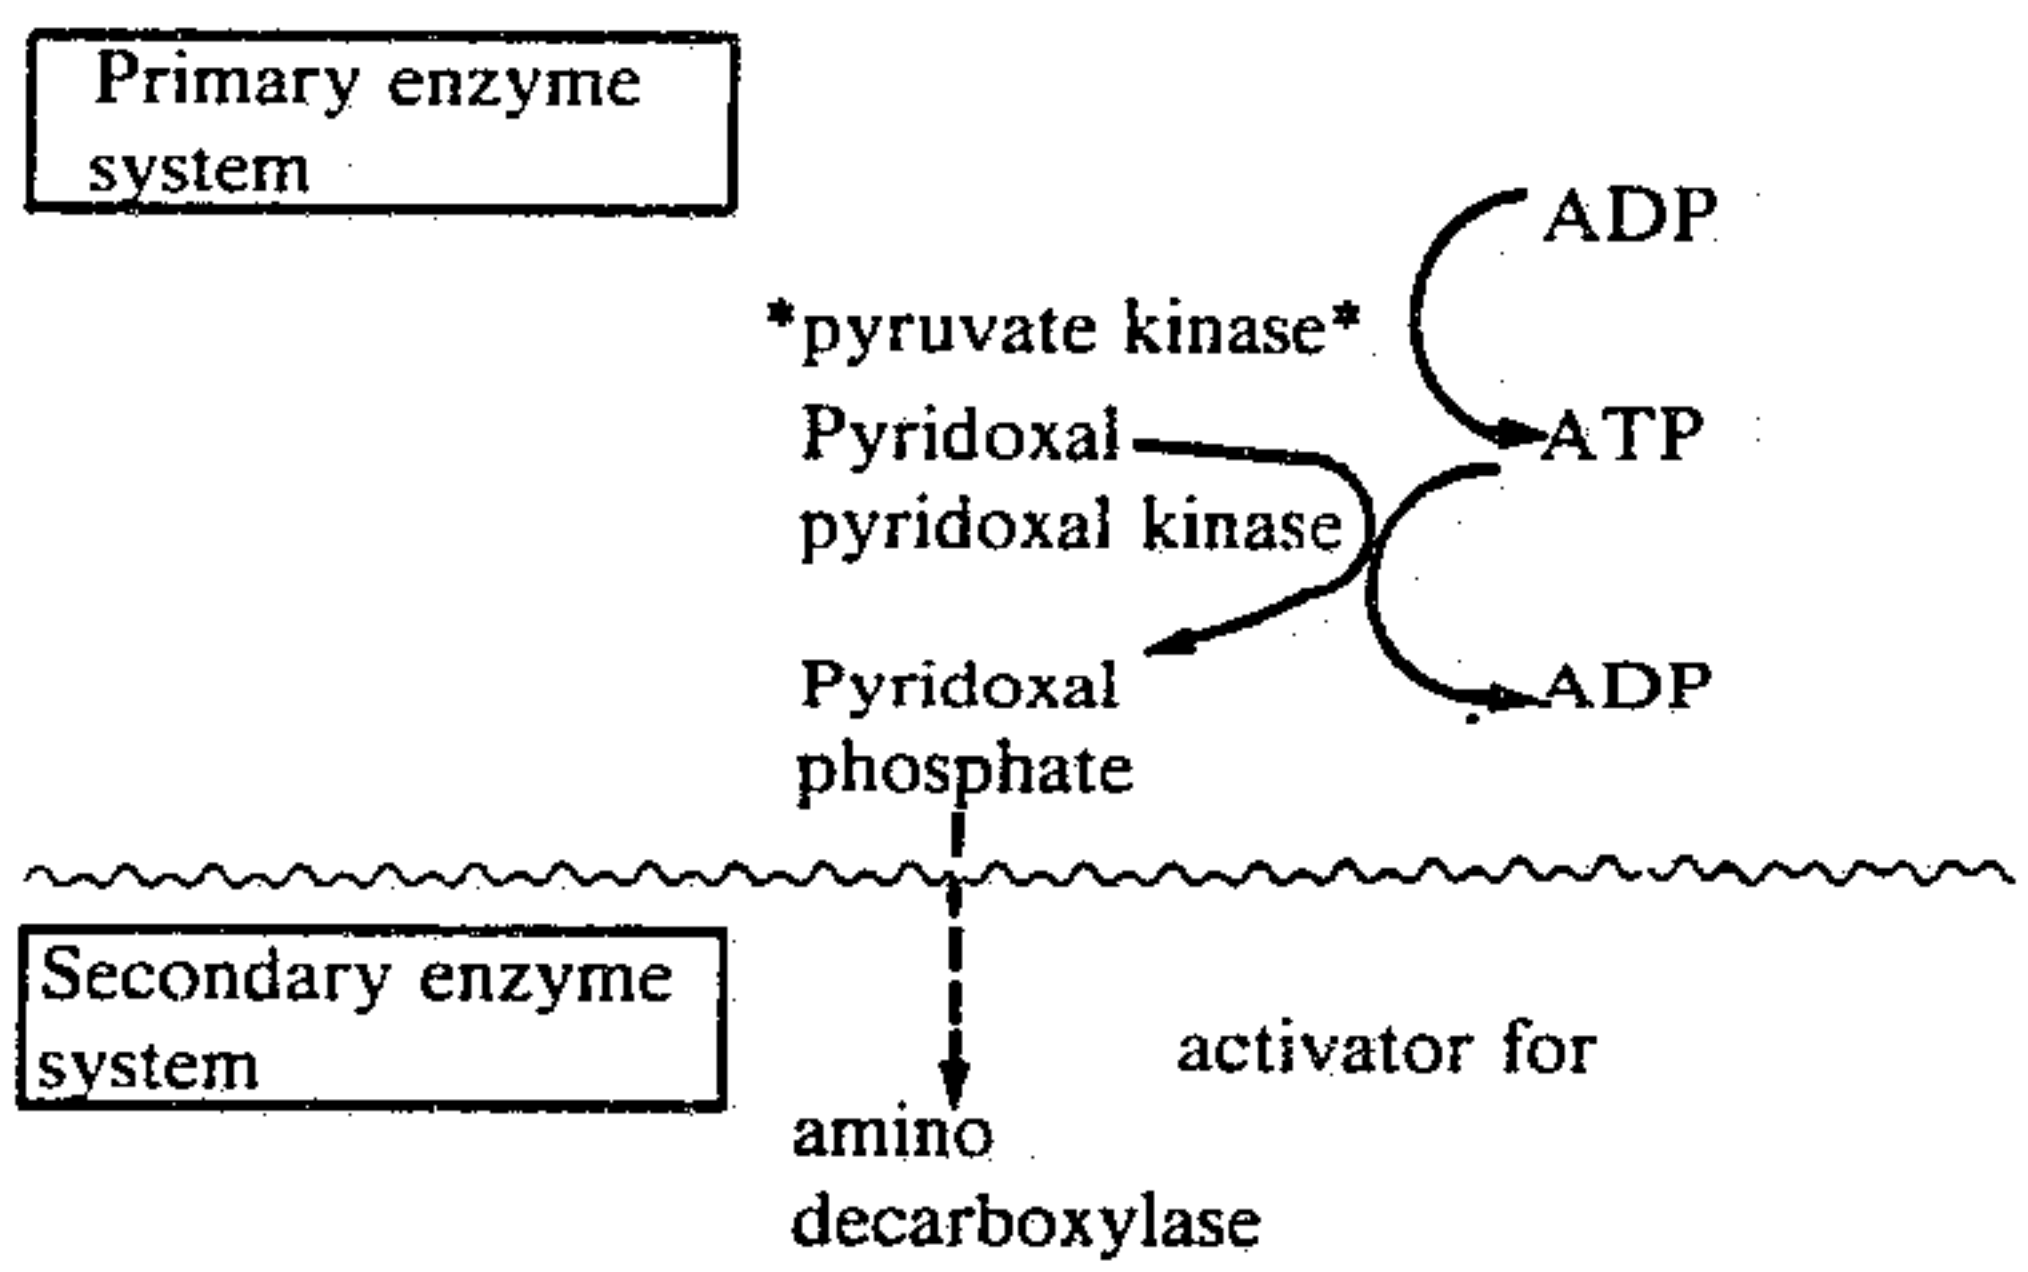 Primary enzyme
system
ADP
*pyruvate kinase*
Pyridoxal
ATP
pyridoxal kinase
Pyridoxal
ADP
phosphate
Secondary enzyme
system
activator for
amino
decarboxylase